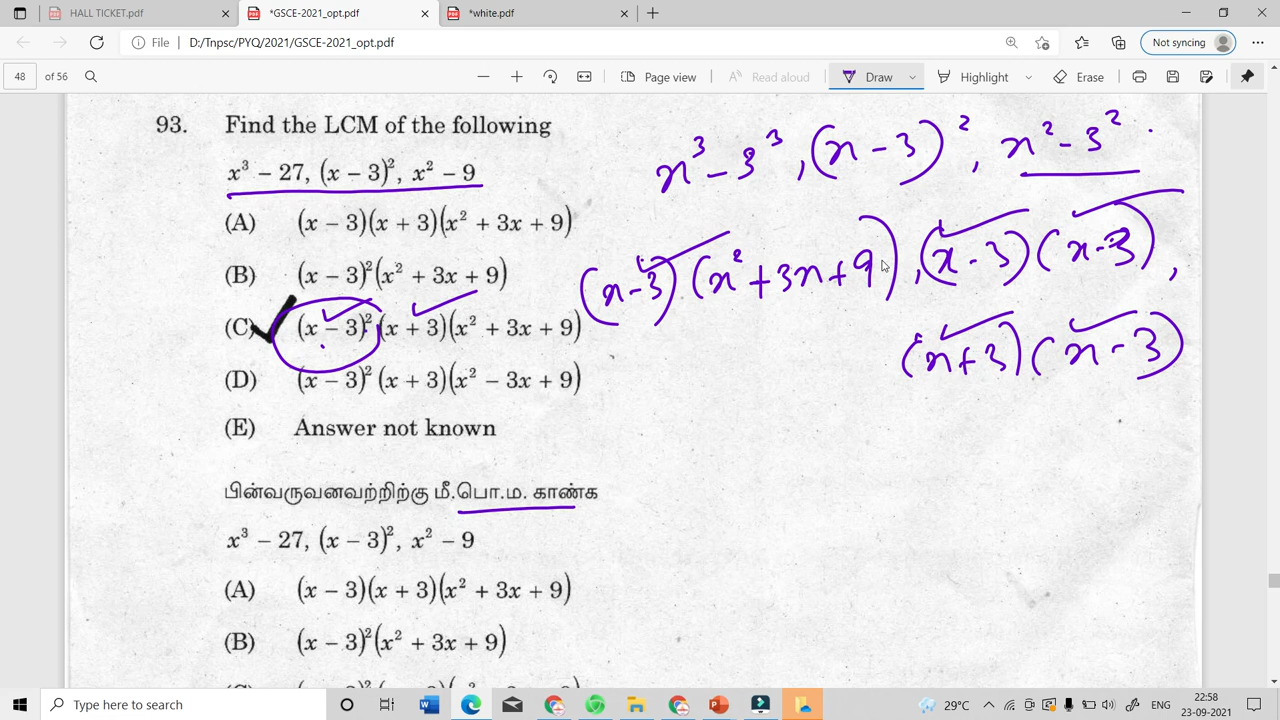 HALL TICKET.pdf
*GSCE-2021_opt.pdf
*white.pdf
File D:/Tnpsc/PYQ/2021/GSCE-2021_opt.pdf
Not syncing
48 of 56
Page view
Read aloud
Draw
Highlight
Erase
93. Find the LCM of the following
x³ − 27, (x − 3)², x² − 9
(A) (x − 3)(x + 3)(x² + 3x + 9)
(B) (x − 3)²(x² + 3x + 9)
(C) (x − 3)²(x + 3)(x² + 3x + 9)
(D) (x − 3)²(x + 3)(x² − 3x + 9)
(E) Answer not known
x³ − 3³, (x − 3)², x² − 3²
(x − 3)(x² + 3x + 9), (x − 3)(x − 3),
(x + 3)(x − 3)
பின்வருவனவற்றிற்கு மீ.பொ.ம. காண்க
x³ − 27, (x − 3)², x² − 9
(A) (x − 3)(x + 3)(x² + 3x + 9)
(B) (x − 3)²(x² + 3x + 9)
Type here to search
29°C
ENG
22:58
23-09-2021